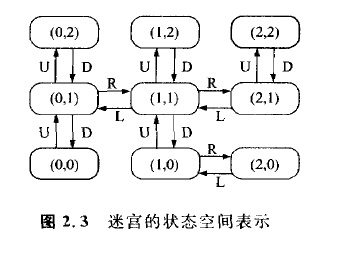 (0,2) (1,2) (2,2)
U D U D U D
R R
(0,1) (1,1) (2,1)
L L
U D U D
R
(0,0) (1,0) (2,0)
L
图 2.3 迷宫的状态空间表示